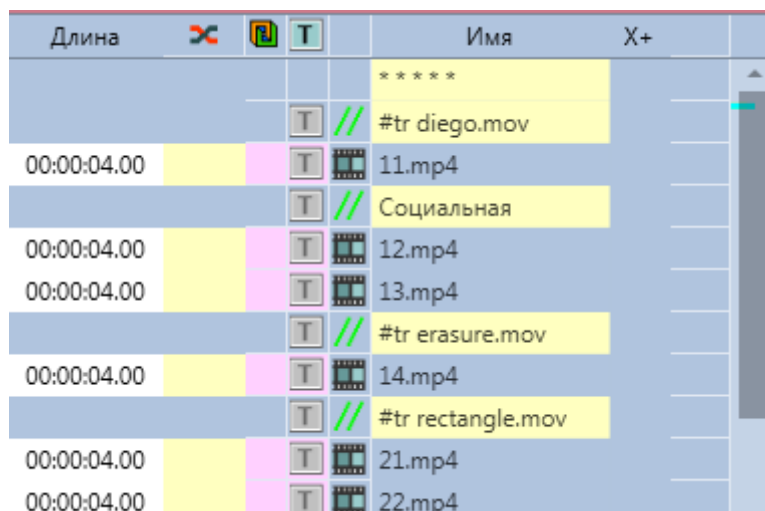 Длина T Имя X+
* * * * *
T // #tr diego.mov
00:00:04.00 T 11.mp4
T // Социальная
00:00:04.00 T 12.mp4
00:00:04.00 T 13.mp4
T // #tr erasure.mov
00:00:04.00 T 14.mp4
T // #tr rectangle.mov
00:00:04.00 T 21.mp4
00:00:04.00 T 22.mp4